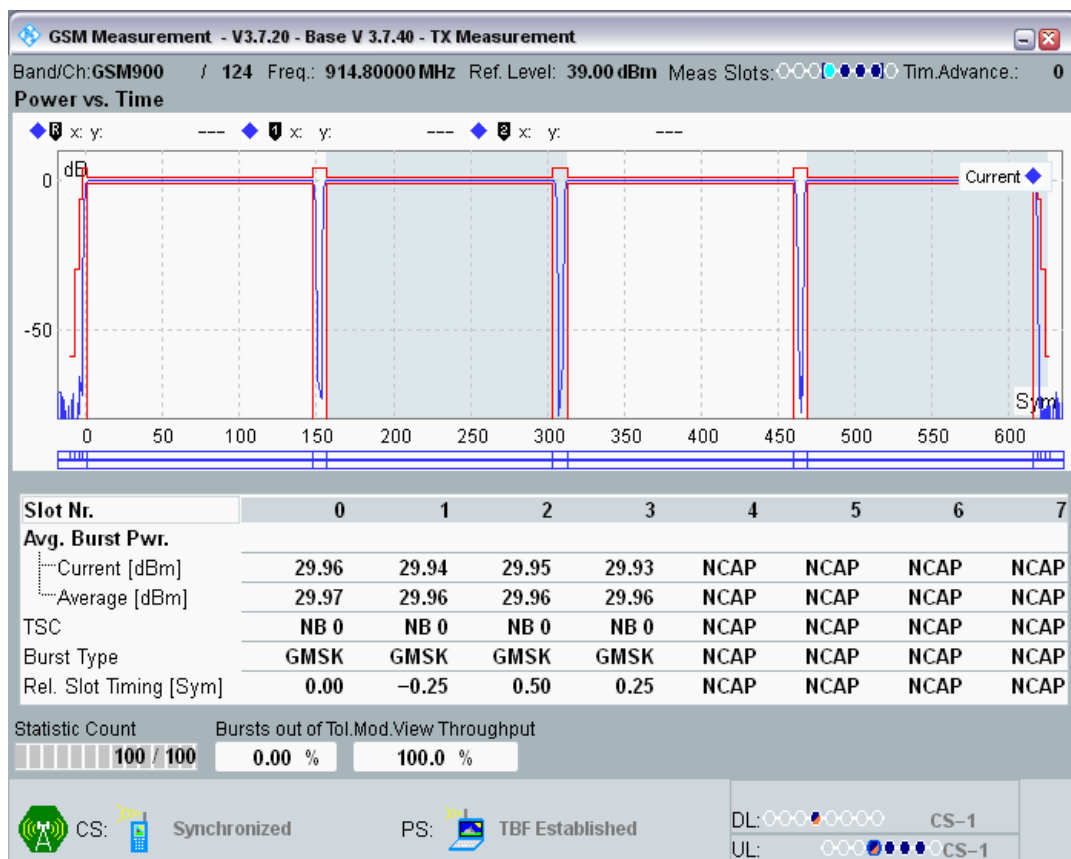 GSM Measurement - V3.7.20 - Base V 3.7.40 - TX Measurement
Band/Ch:GSM900 / 124 Freq.: 914.80000 MHz Ref. Level: 39.00 dBm Meas Slots: Tim.Advance.: 0
Power vs. Time
R x: y: --- 1 x: y: --- 2 x: y: ---
dB
0
Current
-50
Sym
0 50 100 150 200 250 300 350 400 450 500 550 600
Slot Nr. 0 1 2 3 4 5 6 7
Avg. Burst Pwr.
Current [dBm] 29.96 29.94 29.95 29.93 NCAP NCAP NCAP NCAP
Average [dBm] 29.97 29.96 29.96 29.96 NCAP NCAP NCAP NCAP
TSC NB 0 NB 0 NB 0 NB 0 NCAP NCAP NCAP NCAP
Burst Type GMSK GMSK GMSK GMSK NCAP NCAP NCAP NCAP
Rel. Slot Timing [Sym] 0.00 −0.25 0.50 0.25 NCAP NCAP NCAP NCAP
Statistic Count Bursts out of Tol. Mod.View Throughput
100 / 100 0.00 % 100.0 %
CS: Synchronized PS: TBF Established
DL: CS−1
UL: CS−1